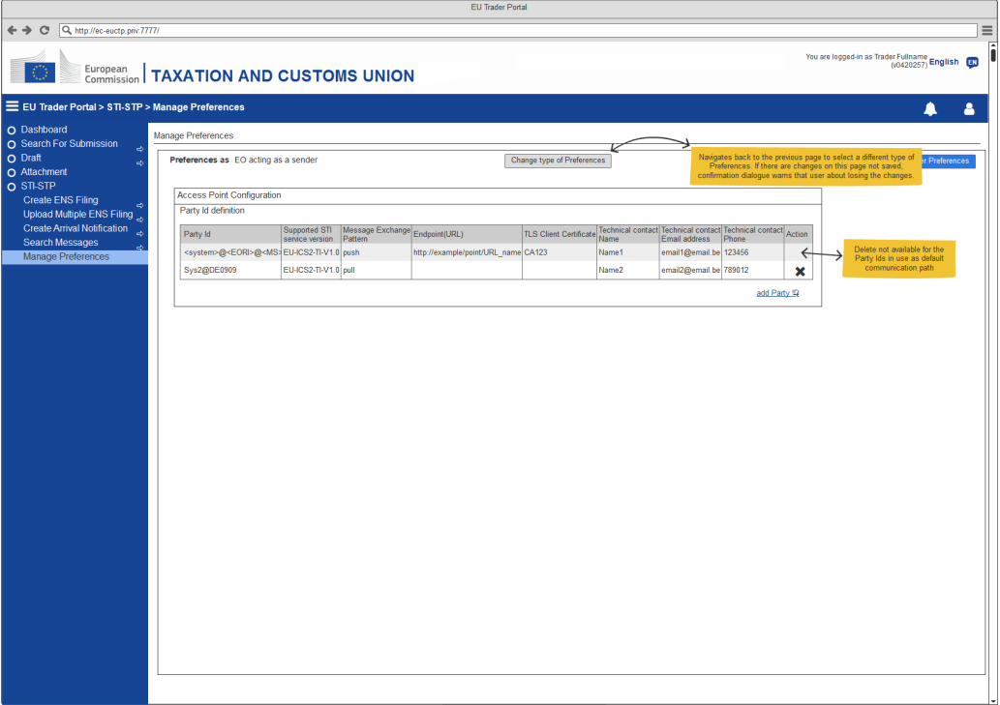 EU Trader Portal
http://ec-euctp.priv:7777/
European
Commission
TAXATION AND CUSTOMS UNION
You are logged-in as Trader Fullname
(v0420257)
English
EN
EU Trader Portal > STI-STP > Manage Preferences
Dashboard
Search For Submission
Draft
Attachment
STI-STP
Create ENS Filing
Upload Multiple ENS Filing
Create Arrival Notification
Search Messages
Manage Preferences
Manage Preferences
Preferences as EO acting as a sender
Change type of Preferences
Navigates back to the previous page to select a different type of
Preferences. If there are changes on this page not saved,
confirmation dialogue warns that user about losing the changes.
Preferences
Access Point Configuration
Party Id definition
Party Id
Supported STI
service version
Message Exchange
Pattern
Endpoint(URL)
TLS Client Certificate
Technical contact
Name
Technical contact
Email address
Technical contact
Phone
Action
<system>@<EORI>@<MS> EU-ICS2-TI-V1.0 push http://example/point/URL_name CA123 Name1 email1@email.be 123456
Sys2@DE0909 EU-ICS2-TI-V1.0 pull Name2 email2@email.be 789012
add Party
Delete not available for the
Party Ids in use as default
communication path